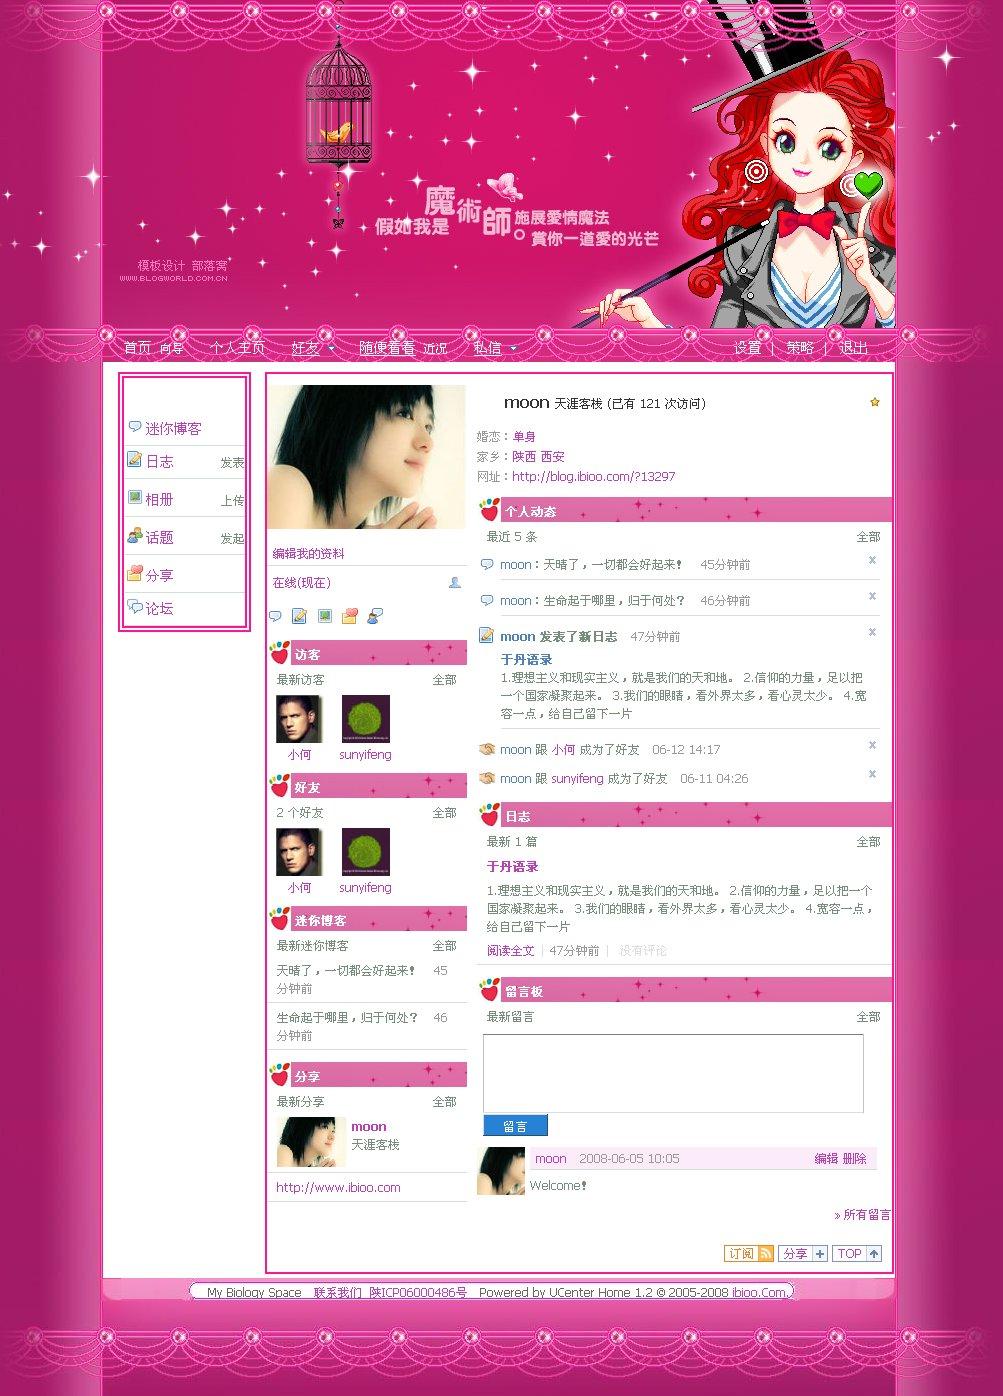 假如我是魔術師。施展愛情魔法
賞你一道愛的光芒
模板设计 部落窝
WWW.BLOGWORLD.COM.CN
首页 向导 个人主页 好友 随便看看 近况 私信 设置 | 策略 | 退出
迷你博客
日志 发表
相册 上传
话题 发起
分享
论坛
编辑我的资料
在线(现在)
访客
最新访客 全部
小何 sunyifeng
好友
2 个好友 全部
小何 sunyifeng
迷你博客
最新迷你博客 全部
天晴了，一切都会好起来! 45
分钟前
生命起于哪里，归于何处? 46
分钟前
分享
最新分享 全部
moon
天涯客栈
http://www.ibioo.com
moon 天涯客栈 (已有 121 次访问)
婚恋：单身
家乡：陕西 西安
网址：http://blog.ibioo.com/?13297
个人动态
最近 5 条 全部
moon：天晴了，一切都会好起来! 45分钟前 x
moon：生命起于哪里，归于何处? 46分钟前 x
moon 发表了新日志 47分钟前 x
于丹语录
1.理想主义和现实主义，就是我们的天和地。 2.信仰的力量，足以把
一个国家凝聚起来。 3.我们的眼睛，看外界太多，看心灵太少。 4.宽
容一点，给自己留下一片
moon 跟 小何 成为了好友 06-12 14:17 x
moon 跟 sunyifeng 成为了好友 06-11 04:26 x
日志
最新 1 篇 全部
于丹语录
1.理想主义和现实主义，就是我们的天和地。 2.信仰的力量，足以把一个
国家凝聚起来。 3.我们的眼睛，看外界太多，看心灵太少。 4.宽容一点，
给自己留下一片
阅读全文 | 47分钟前 | 没有评论
留言板
最新留言 全部
留言
moon 2008-06-05 10:05 编辑 删除
Welcome!
» 所有留言
订阅 分享 + TOP
My Biology Space 联系我们 陕ICP06000486号 Powered by UCenter Home 1.2 © 2005-2008 ibioo.Com.